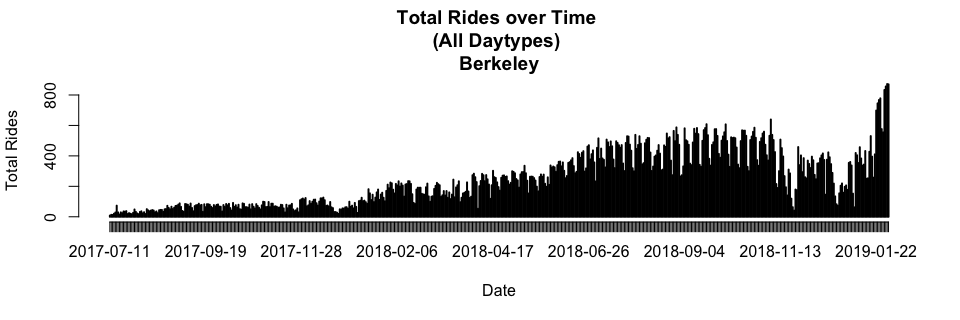 Total Rides over Time
(All Daytypes)
Berkeley
Total Rides
800
400
0
2017-07-11 2017-09-19 2017-11-28 2018-02-06 2018-04-17 2018-06-26 2018-09-04 2018-11-13 2019-01-22
Date